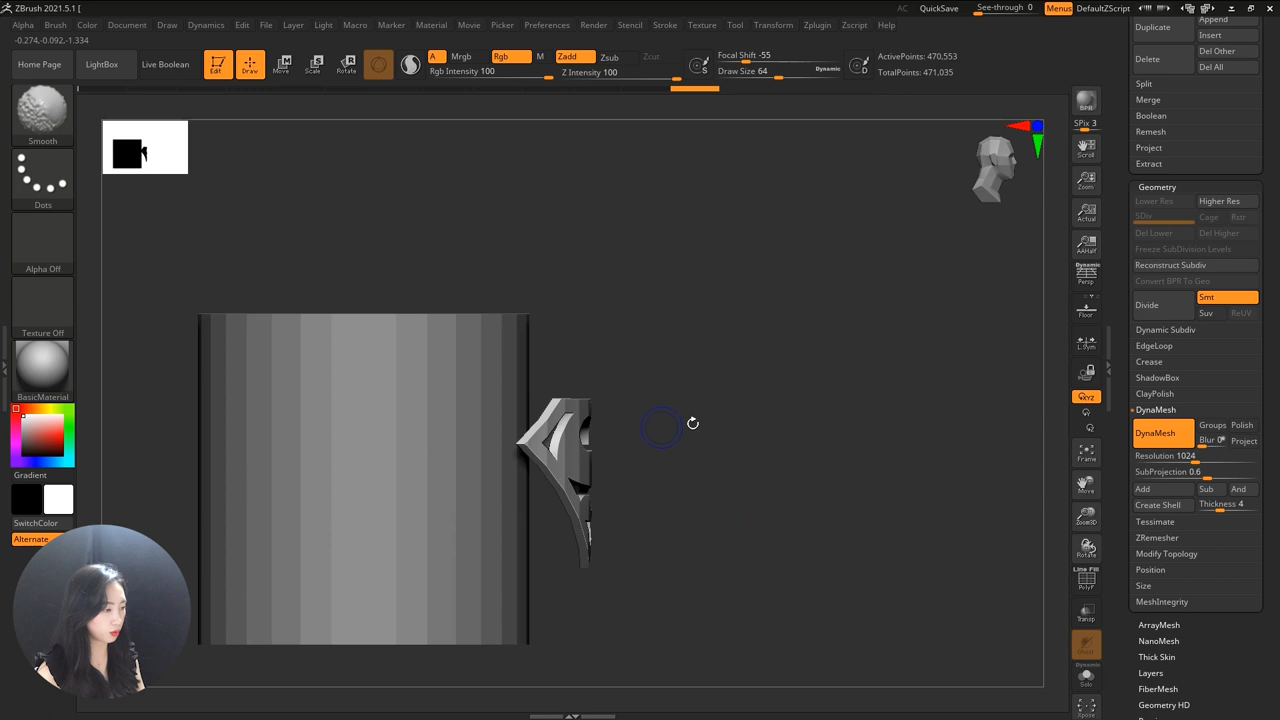 ZBrush 2021.5.1 [
AC QuickSave See-through 0 Menus DefaultZScript
Alpha Brush Color Document Draw Dynamics Edit File Layer Light Macro Marker Material Movie Picker Preferences Render Stencil Stroke Texture Tool Transform Zplugin Zscript Help
-0.274,-0.092,-1.334
Home Page LightBox Live Boolean Edit Draw Move Scale Rotate
A Mrgb Rgb M Zadd Zsub Zcut
Rgb Intensity 100 Z Intensity 100
S Focal Shift -55
Draw Size 64 Dynamic
D ActivePoints: 470,553
TotalPoints: 471,035
Smooth
Dots
Alpha Off
Texture Off
BasicMaterial
Gradient
SwitchColor
Alternate
BPR
SPix 3
Scroll
Zoom
Actual
AAHalf
Dynamic
Persp
Floor
L.Sym
XYZ
Frame
Move
Zoom3D
Rotate
Line Fill
PolyF
Transp
Ghost
Dynamic
Solo
Xpose
Append
Duplicate Insert
Del Other
Delete Del All
Split
Merge
Boolean
Remesh
Project
Extract
Geometry
Lower Res Higher Res
SDiv Cage Rstr
Del Lower Del Higher
Freeze SubDivision Levels
Reconstruct Subdiv
Convert BPR To Geo
Divide Smt
Suv ReUV
Dynamic Subdiv
EdgeLoop
Crease
ShadowBox
ClayPolish
DynaMesh
DynaMesh Groups Polish
Blur 0 Project
Resolution 1024
SubProjection 0.6
Add Sub And
Create Shell Thickness 4
Tessimate
ZRemesher
Modify Topology
Position
Size
MeshIntegrity
ArrayMesh
NanoMesh
Thick Skin
Layers
FiberMesh
Geometry HD